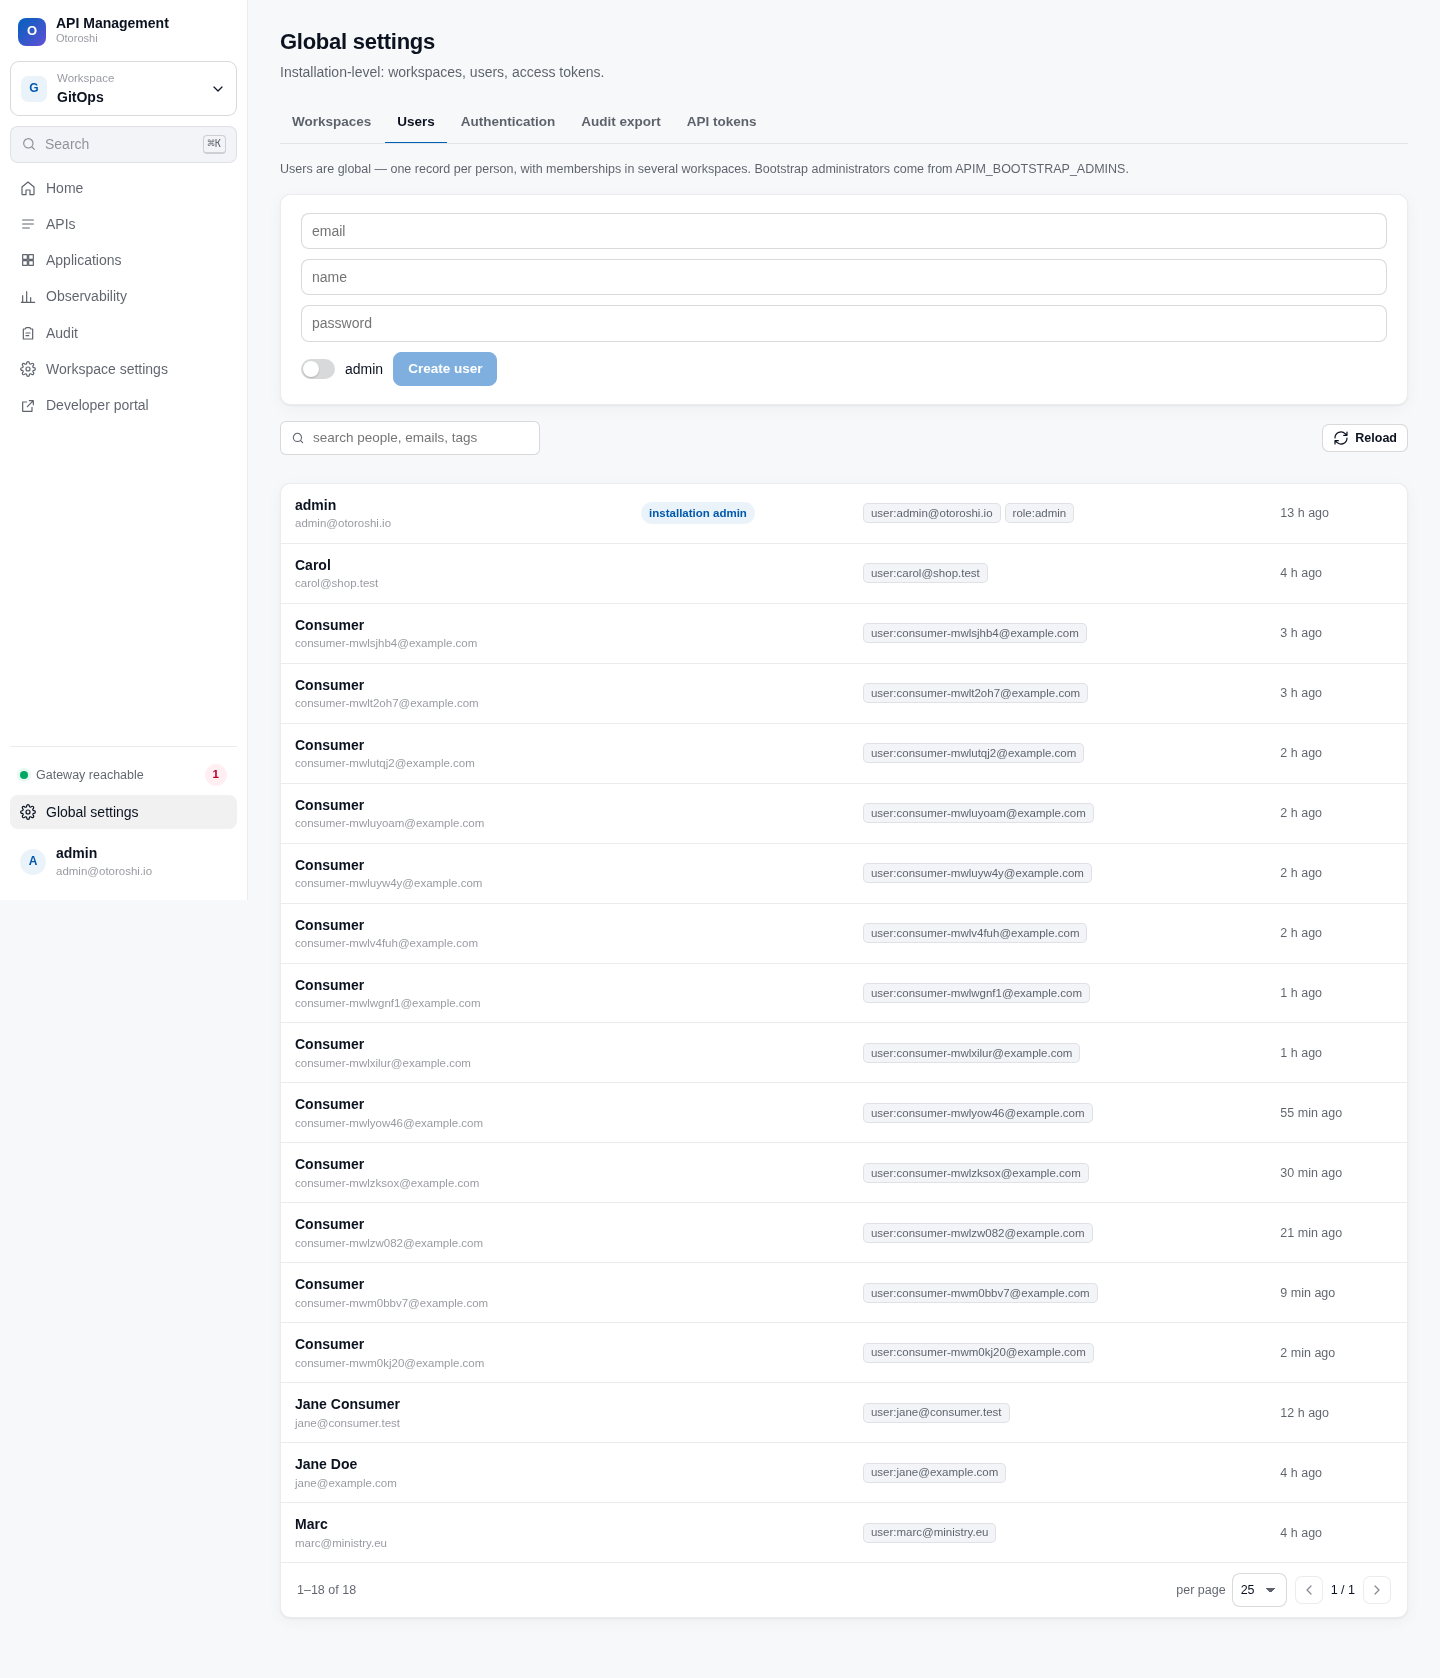 O
API Management
Otoroshi
G
Workspace
GitOps
Search
⌘K
Home
APIs
Applications
Observability
Audit
Workspace settings
Developer portal
Gateway reachable
1
Global settings
A
admin
admin@otoroshi.io
Global settings
Installation-level: workspaces, users, access tokens.
Workspaces Users Authentication Audit export API tokens
Users are global — one record per person, with memberships in several workspaces. Bootstrap administrators come from APIM_BOOTSTRAP_ADMINS.
email
name
password
admin Create user
search people, emails, tags
Reload
admin
admin@otoroshi.io
installation admin
user:admin@otoroshi.io role:admin
13 h ago
Carol
carol@shop.test
user:carol@shop.test
4 h ago
Consumer
consumer-mwlsjhb4@example.com
user:consumer-mwlsjhb4@example.com
3 h ago
Consumer
consumer-mwlt2oh7@example.com
user:consumer-mwlt2oh7@example.com
3 h ago
Consumer
consumer-mwlutqj2@example.com
user:consumer-mwlutqj2@example.com
2 h ago
Consumer
consumer-mwluyoam@example.com
user:consumer-mwluyoam@example.com
2 h ago
Consumer
consumer-mwluyw4y@example.com
user:consumer-mwluyw4y@example.com
2 h ago
Consumer
consumer-mwlv4fuh@example.com
user:consumer-mwlv4fuh@example.com
2 h ago
Consumer
consumer-mwlwgnf1@example.com
user:consumer-mwlwgnf1@example.com
1 h ago
Consumer
consumer-mwlxilur@example.com
user:consumer-mwlxilur@example.com
1 h ago
Consumer
consumer-mwlyow46@example.com
user:consumer-mwlyow46@example.com
55 min ago
Consumer
consumer-mwlzksox@example.com
user:consumer-mwlzksox@example.com
30 min ago
Consumer
consumer-mwlzw082@example.com
user:consumer-mwlzw082@example.com
21 min ago
Consumer
consumer-mwm0bbv7@example.com
user:consumer-mwm0bbv7@example.com
9 min ago
Consumer
consumer-mwm0kj20@example.com
user:consumer-mwm0kj20@example.com
2 min ago
Jane Consumer
jane@consumer.test
user:jane@consumer.test
12 h ago
Jane Doe
jane@example.com
user:jane@example.com
4 h ago
Marc
marc@ministry.eu
user:marc@ministry.eu
4 h ago
1–18 of 18
per page 25 1 / 1